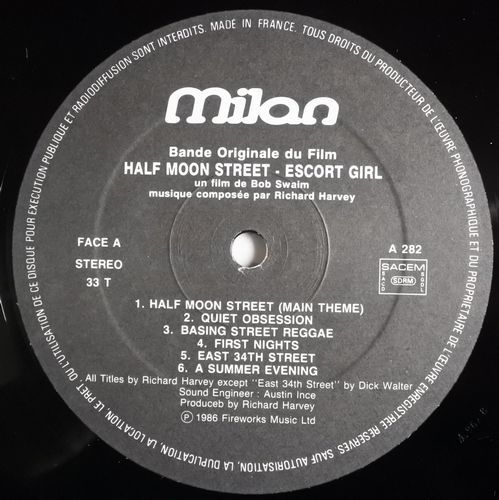 MADE IN FRANCE. TOUS DROITS DU PRODUCTEUR DE L'ŒUVRE PHONOGRAPHIQUE ET DU PROPRIETAIRE DE L'ŒUVRE ENREGISTREE RESERVES. SAUF AUTORISATION, LA DUPLICATION, LA LOCATION, LE PRET, OU L'UTILISATION DE CE DISQUE POUR EXECUTION PUBLIQUE ET RADIODIFFUSION SONT INTERDITS.
milan
Bande Originale du Film
HALF MOON STREET - ESCORT GIRL
un film de Bob Swaim
musique composée par Richard Harvey
FACE A
STEREO
33 T
A 282
SACEM
SACD
SDRM
SGDL
1. HALF MOON STREET (MAIN THEME)
2. QUIET OBSESSION
3. BASING STREET REGGAE
4. FIRST NIGHTS
5. EAST 34TH STREET
6. A SUMMER EVENING
All Titles by Richard Harvey except "East 34th Street" by Dick Walter
Sound Engineer : Austin Ince
Produceb by Richard Harvey
Ⓟ 1986 Fireworks Music Ltd